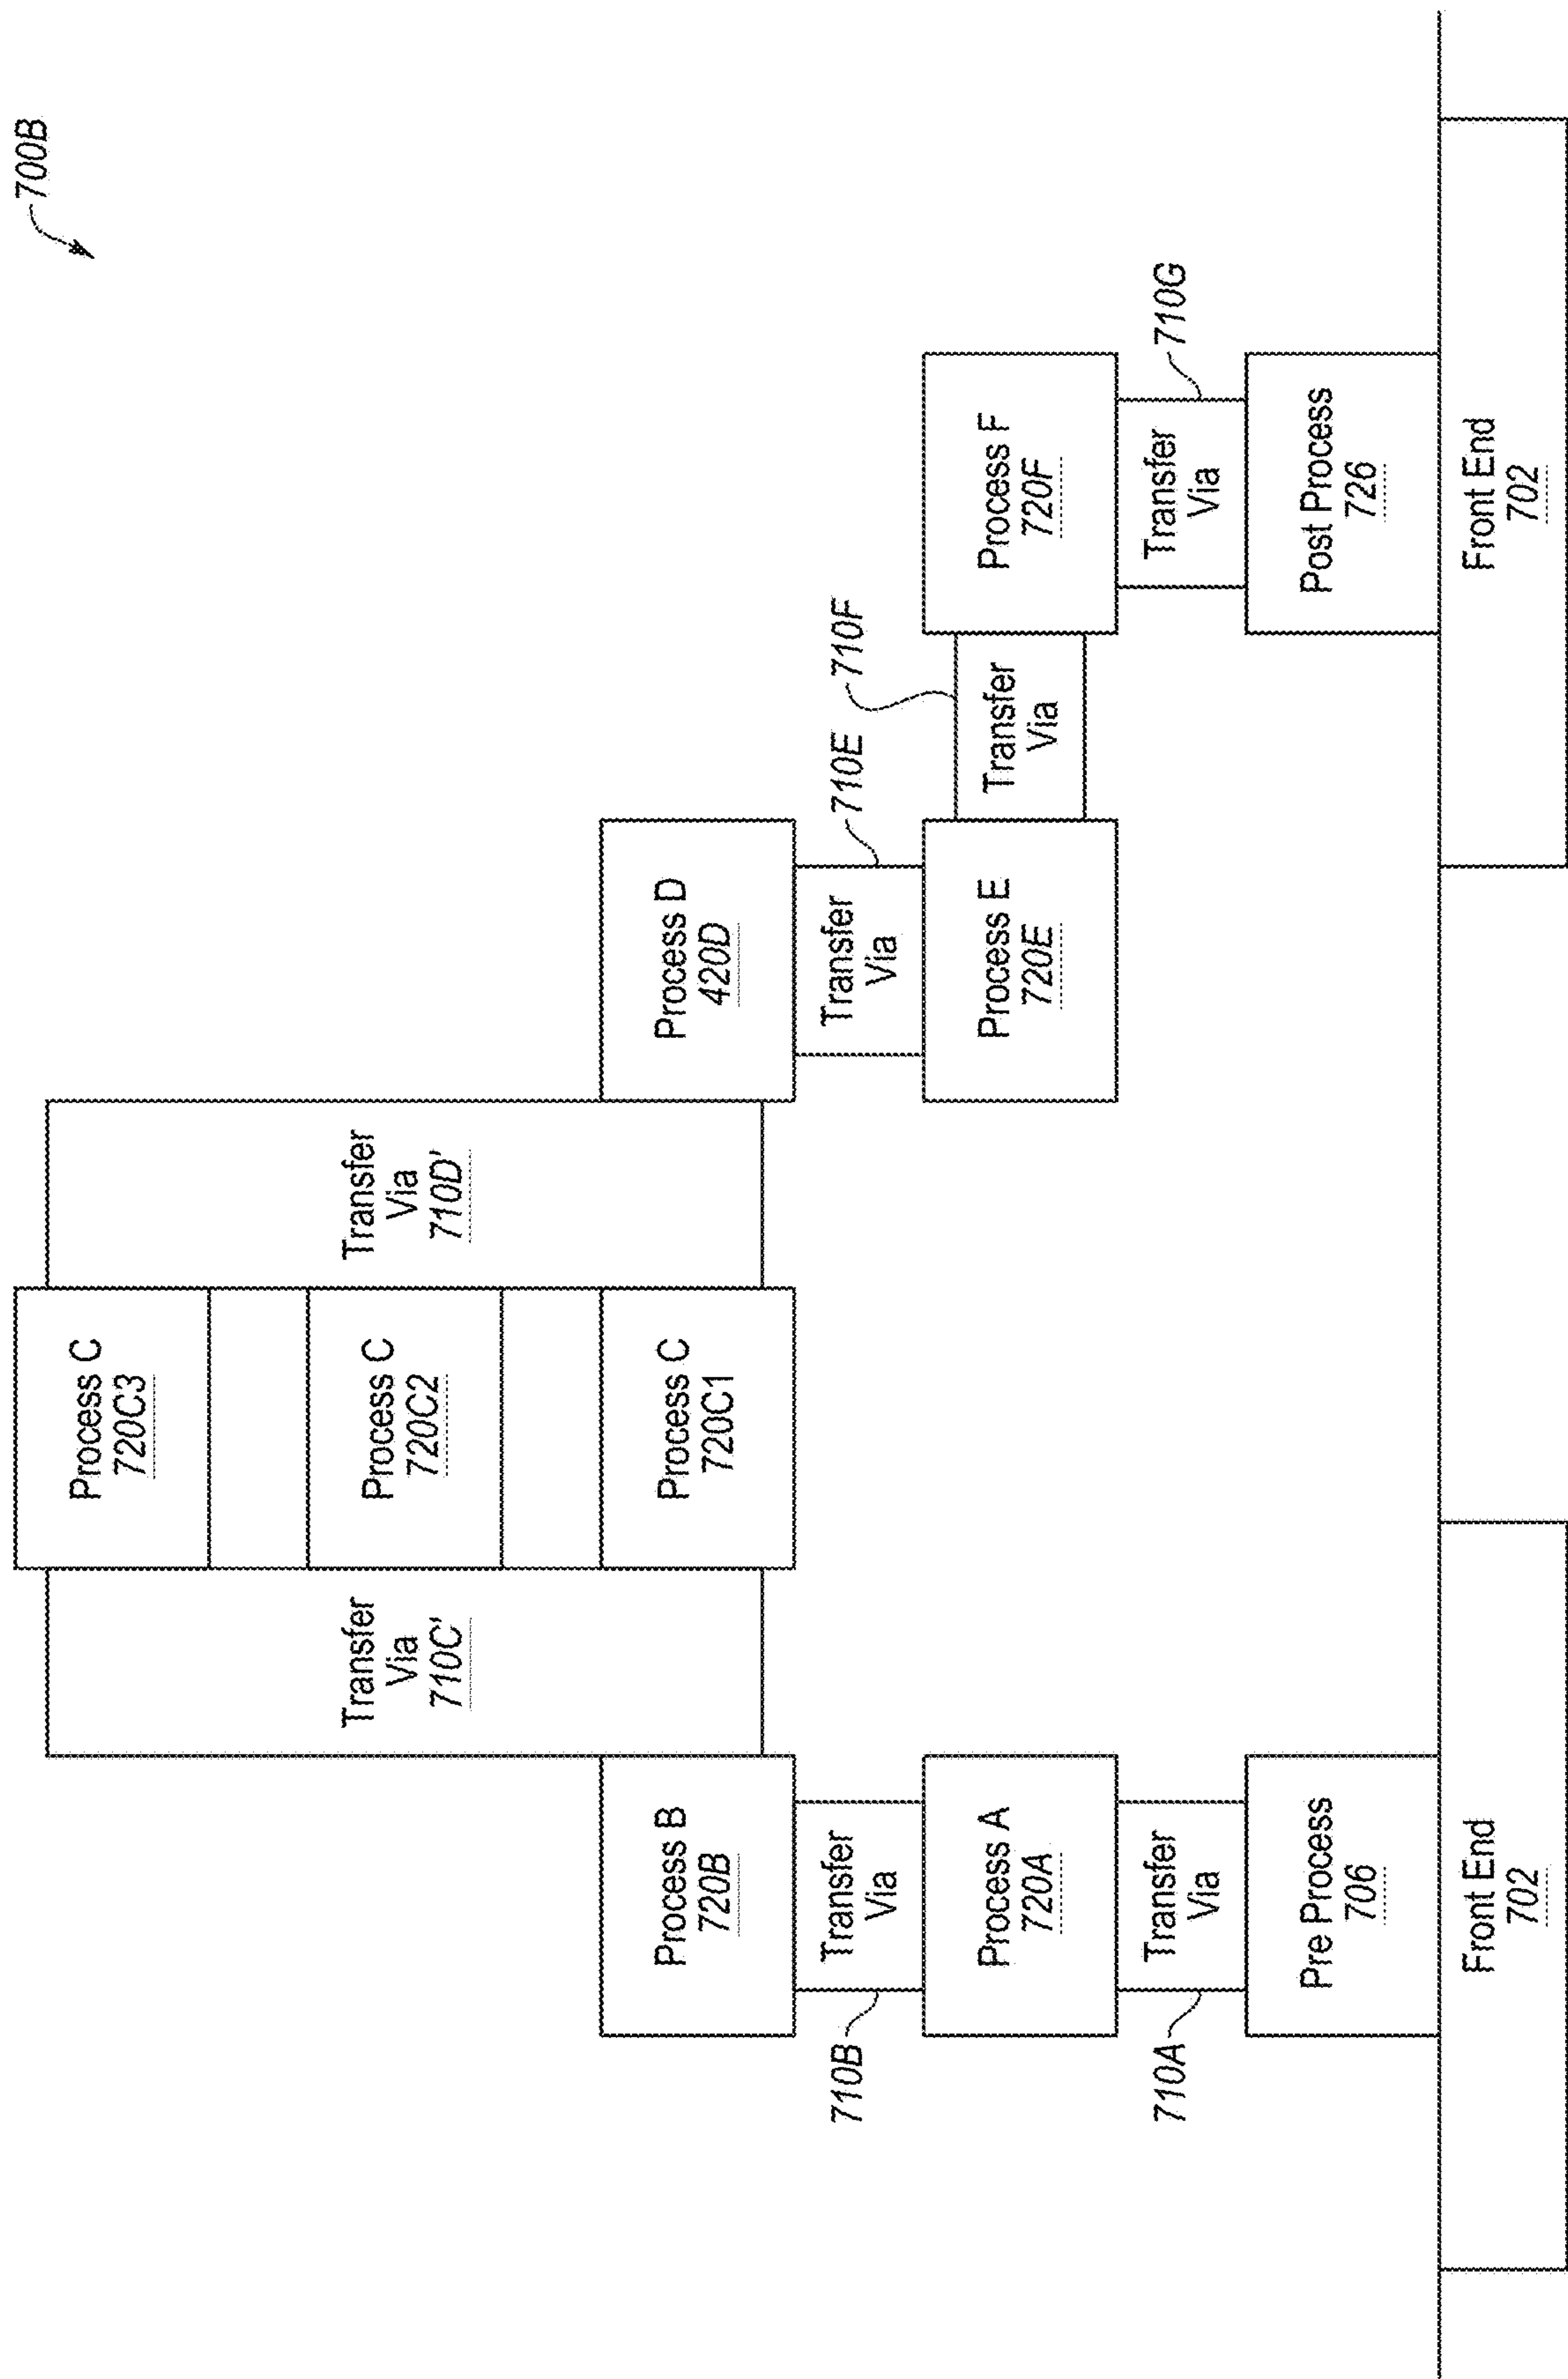 700B
Process C
720C3
Process C
720C2
Process C
720C1
Transfer
Via
710C'
Transfer
Via
710D'
Process B
720B
Process D
420D
710B
Transfer
Via
Transfer
Via
710E
710F
Process A
720A
Process E
720E
Transfer
Via
Process F
720F
710A
Transfer
Via
Transfer
Via
710G
Pre Process
706
Post Process
726
Front End
702
Front End
702